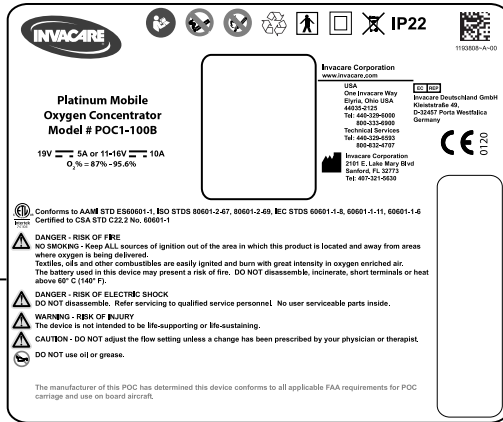 INVACARE
IP22
1193808-A-00
Platinum Mobile
Oxygen Concentrator
Model # POC1-100B
19V 5A or 11-16V 10A
O2% = 87% - 95.6%
Invacare Corporation
www.invacare.com
USA
One Invacare Way
Elyria, Ohio USA
44035-2125
Tel: 440-329-6000
800-333-6900
Technical Services
Tel: 440-329-6593
800-832-4707
Invacare Corporation
2101 E. Lake Mary Blvd
Sanford, FL 32773
Tel: 407-321-5630
EC REP
Invacare Deutschland GmbH
Kleiststraße 49,
D-32457 Porta Westfalica
Germany
CE 0120
ETL
Intertek
Conforms to AAMI STD ES60601-1, ISO STDS 80601-2-67, 80601-2-69, IEC STDS 60601-1-8, 60601-1-11, 60601-1-6
Certified to CSA STD C22.2 No. 60601-1
DANGER - RISK OF FIRE
NO SMOKING - Keep ALL sources of ignition out of the area in which this product is located and away from areas
where oxygen is being delivered.
Textiles, oils and other combustibles are easily ignited and burn with great intensity in oxygen enriched air.
The battery used in this device may present a risk of fire. DO NOT disassemble, incinerate, short terminals or heat
above 60° C (140° F).
DANGER - RISK OF ELECTRIC SHOCK
DO NOT disassemble. Refer servicing to qualified service personnel. No user serviceable parts inside.
WARNING - RISK OF INJURY
The device is not intended to be life-supporting or life-sustaining.
CAUTION - DO NOT adjust the flow setting unless a change has been prescribed by your physician or therapist.
DO NOT use oil or grease.
The manufacturer of this POC has determined this device conforms to all applicable FAA requirements for POC
carriage and use on board aircraft.